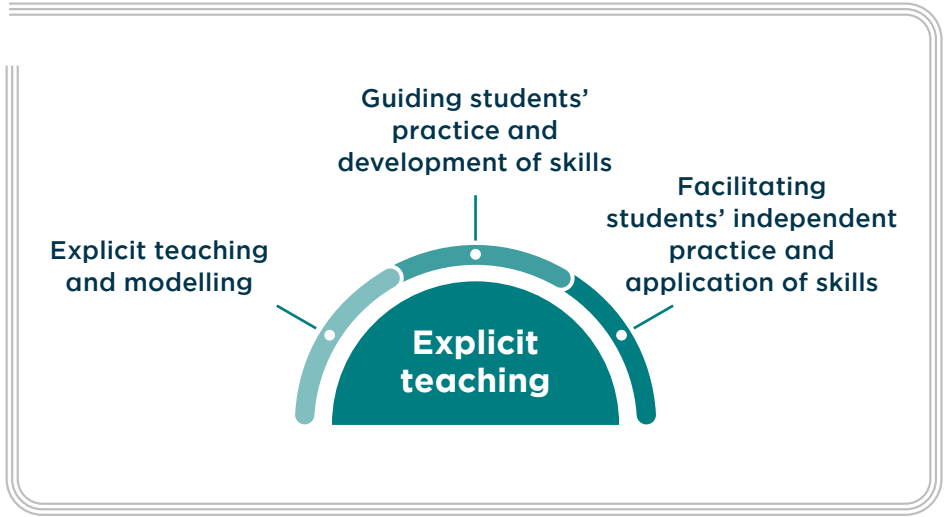 Guiding students’
practice and
development of skills
Facilitating
students’ independent
practice and
application of skills
Explicit teaching
and modelling
Explicit
teaching